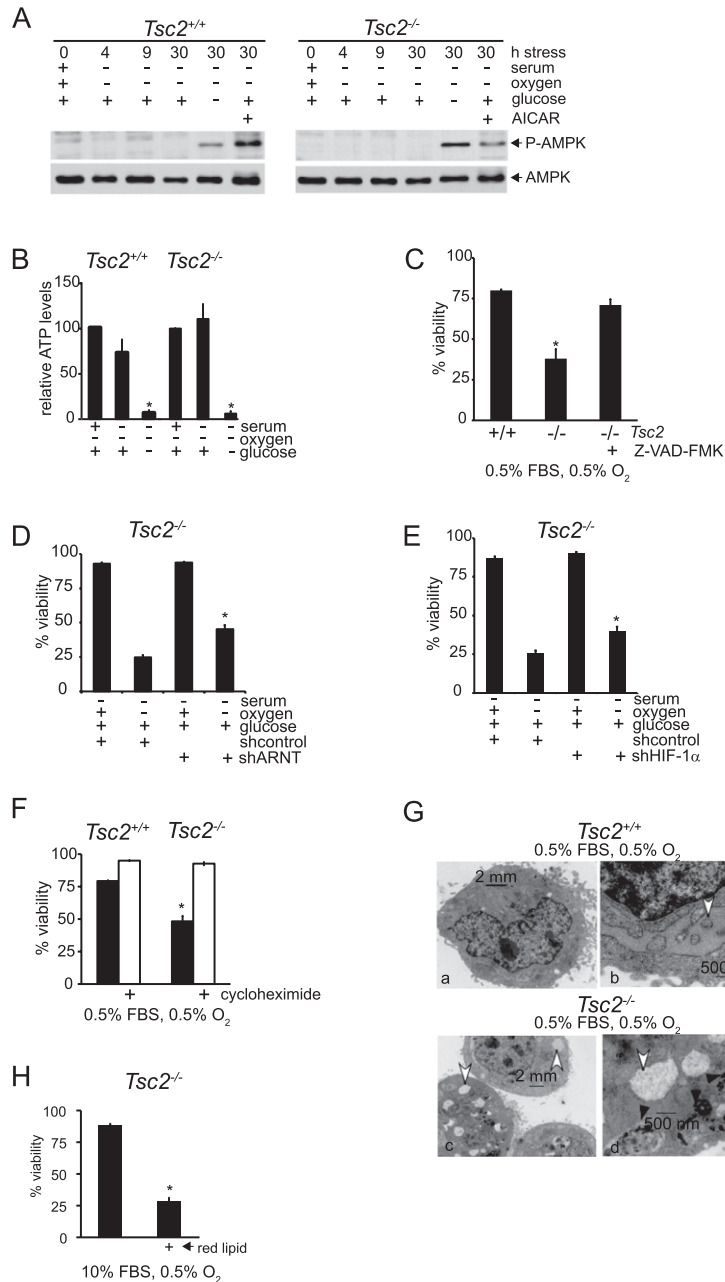 A
Tsc2+/+ Tsc2-/-
0 4 9 30 30 30 0 4 9 30 30 30 h stress
+ - - - - - + - - - - - serum
+ - - - - - + - - - - - oxygen
+ + + + - + + + + + - + glucose
+ + AICAR
P-AMPK
AMPK
B
Tsc2+/+ Tsc2-/-
relative ATP levels
150
100
50
0
* *
+ - - + - - serum
- - - - - - oxygen
+ + - + + - glucose
C
% viability
100
75
50
25
0
*
+/+ -/- -/- Tsc2
+ Z-VAD-FMK
0.5% FBS, 0.5% O2
D
Tsc2-/-
% viability
100
75
50
25
0
*
- - - - serum
+ - + - oxygen
+ + + + glucose
+ + shcontrol
+ + shARNT
E
Tsc2-/-
% viability
100
75
50
25
0
*
- - - - serum
+ - + - oxygen
+ + + + glucose
+ + shcontrol
+ + shHIF-1α
F
Tsc2+/+ Tsc2-/-
% viability
100
75
50
25
0
*
+ + cycloheximide
0.5% FBS, 0.5% O2
G
Tsc2+/+
0.5% FBS, 0.5% O2
2 mm
a
500
b
Tsc2-/-
0.5% FBS, 0.5% O2
2 mm
c
500 nm
d
H
Tsc2-/-
% viability
100
75
50
25
0
*
+ red lipid
10% FBS, 0.5% O2